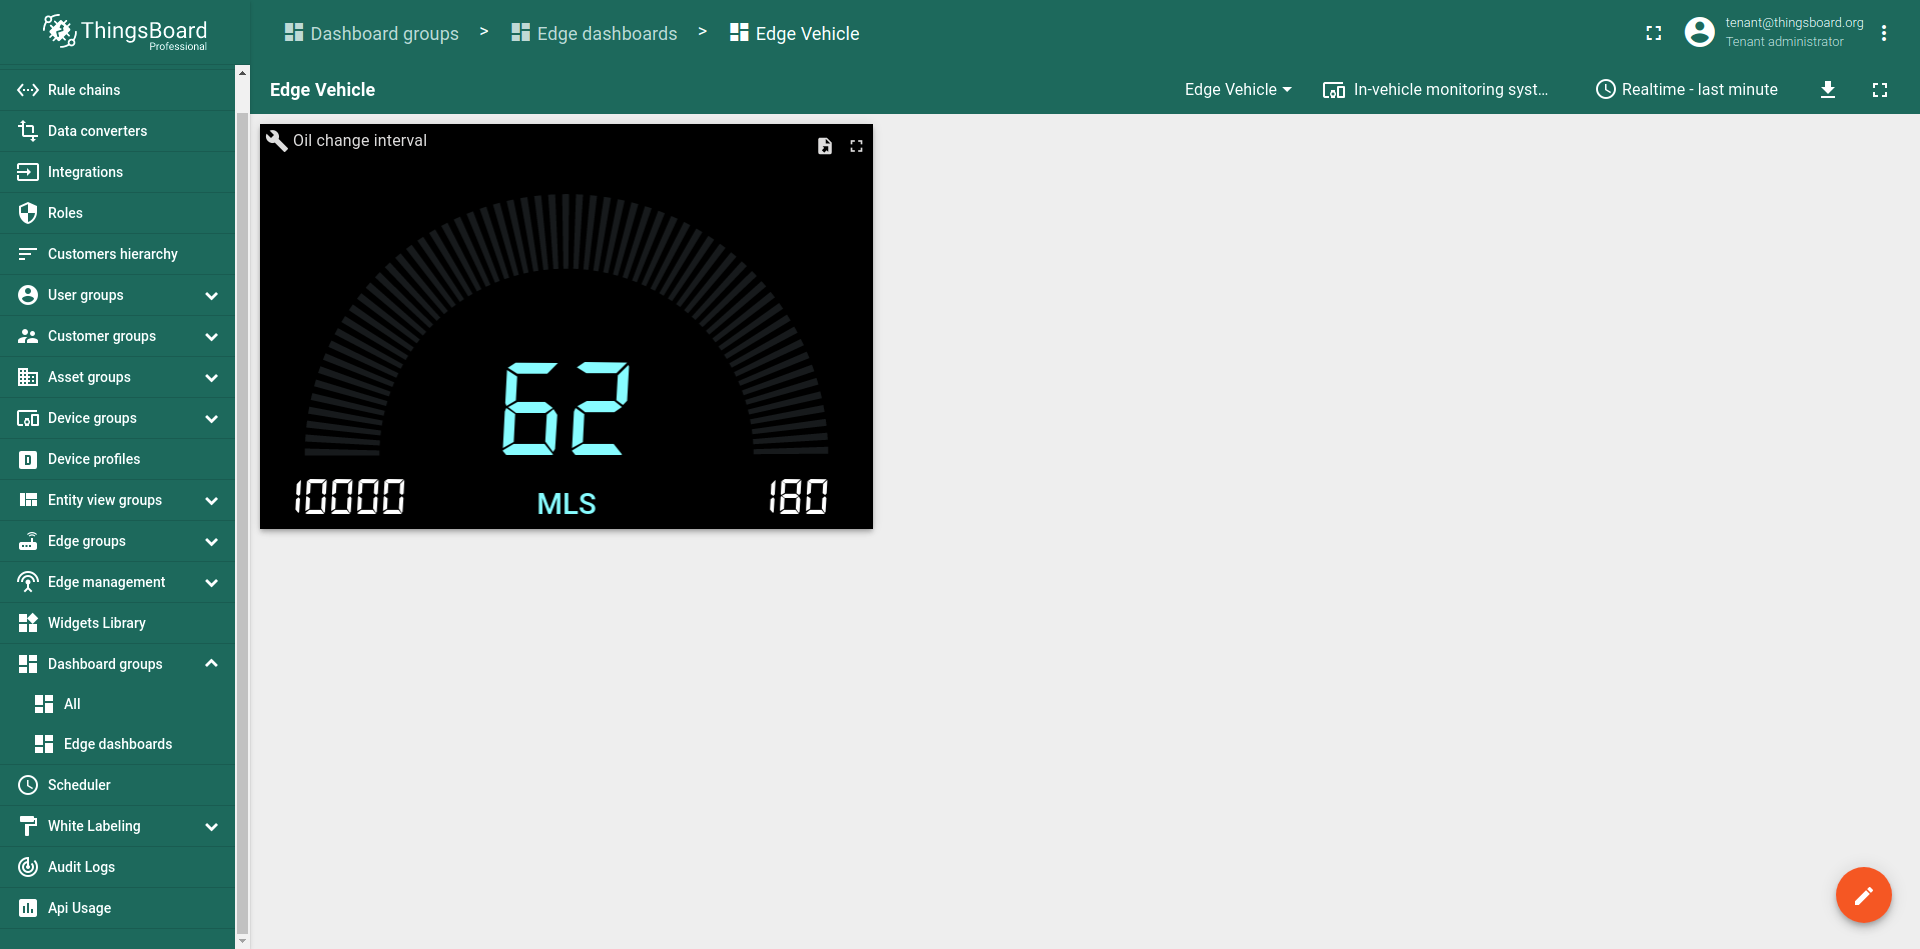 ThingsBoard
Professional
Dashboard groups > Edge dashboards > Edge Vehicle
tenant@thingsboard.org
Tenant administrator
Edge Vehicle
Edge Vehicle
In-vehicle monitoring syst...
Realtime - last minute
Rule chains
Data converters
Integrations
Roles
Customers hierarchy
User groups
Customer groups
Asset groups
Device groups
Device profiles
Entity view groups
Edge groups
Edge management
Widgets Library
Dashboard groups
All
Edge dashboards
Scheduler
White Labeling
Audit Logs
Api Usage
Oil change interval
62
10000
MLS
180